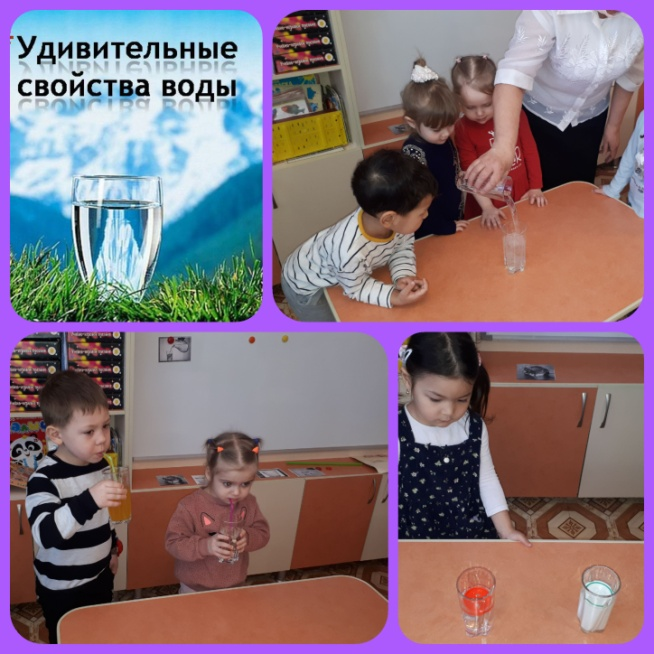 Удивительные
свойства воды